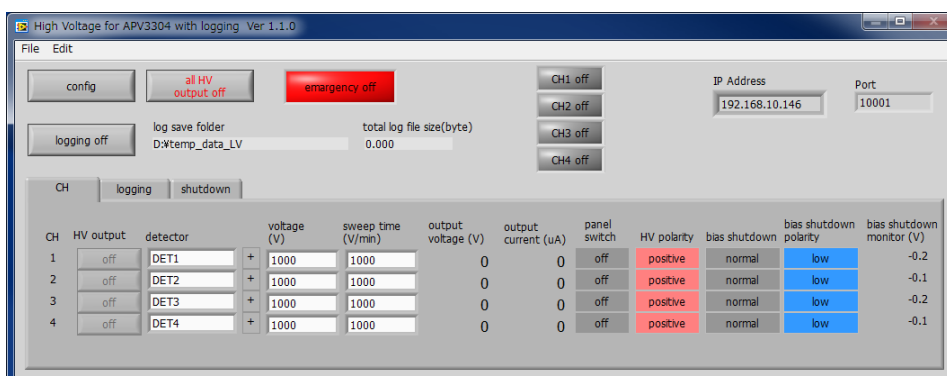 High Voltage for APV3304 with logging Ver 1.1.0
File Edit
config
all HV
output off
emargency off
CH1 off
CH2 off
CH3 off
CH4 off
IP Address
192.168.10.146
Port
10001
logging off
log save folder
D:¥temp_data_LV
total log file size(byte)
0.000
CH logging shutdown
CH HV output detector voltage (V) sweep time (V/min) output voltage (V) output current (uA) panel switch HV polarity bias shutdown bias shutdown polarity bias shutdown monitor (V)
1 off DET1 + 1000 1000 0 0 off positive normal low -0.2
2 off DET2 + 1000 1000 0 0 off positive normal low -0.1
3 off DET3 + 1000 1000 0 0 off positive normal low -0.2
4 off DET4 + 1000 1000 0 0 off positive normal low -0.1